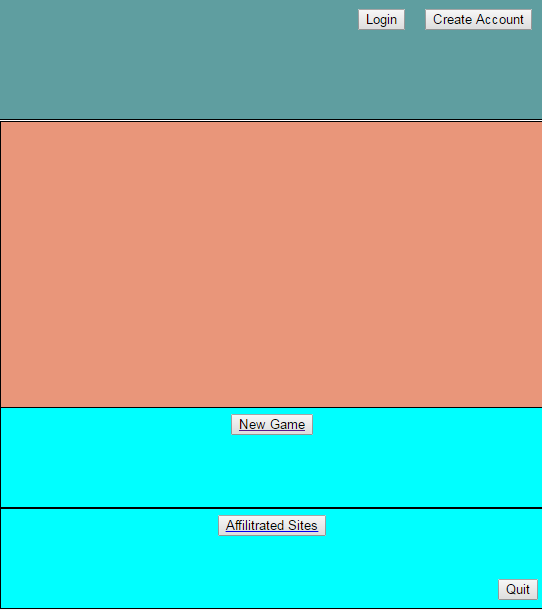 Login Create Account
New Game
Affilitrated Sites
Quit